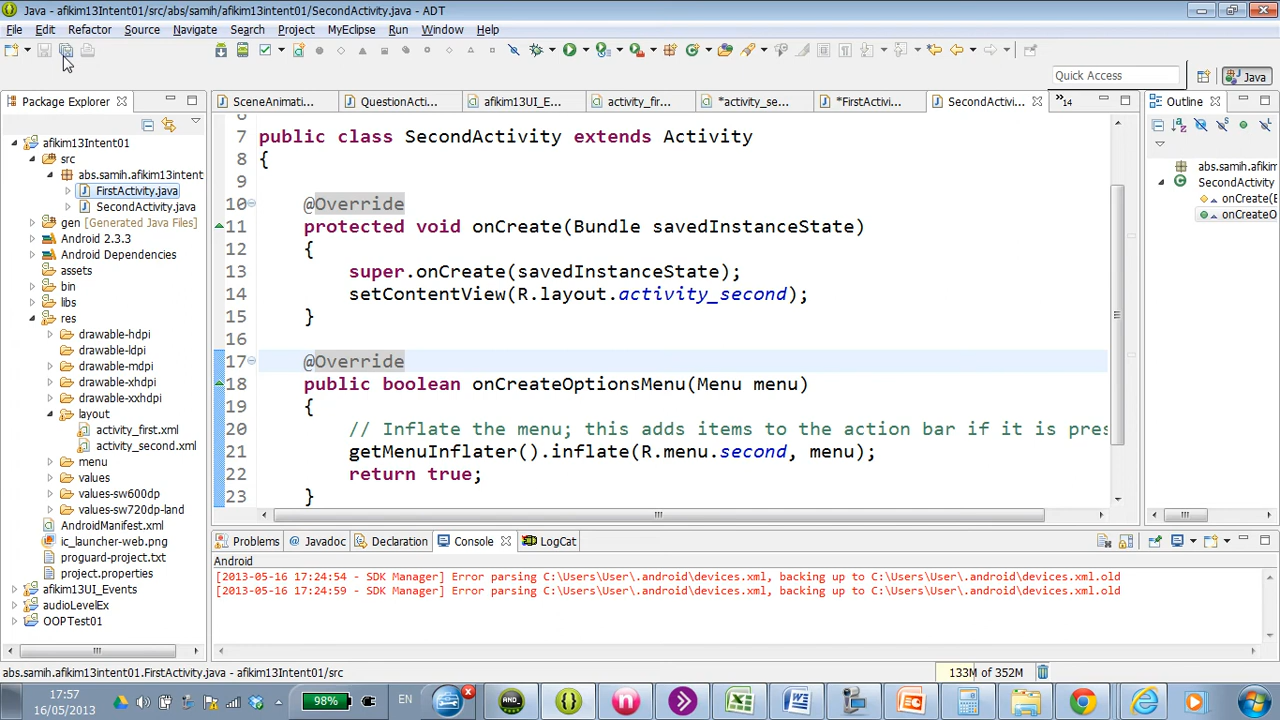 Java - afikim13Intent01/src/abs/samih/afikim13intent01/SecondActivity.java - ADT
File Edit Refactor Source Navigate Search Project MyEclipse Run Window Help
Quick Access
Java
Package Explorer
SceneAnimati... QuestionActi... afikim13UI_E... activity_fir... *activity_se... *FirstActivi... SecondActivi... »14
Outline
afikim13Intent01
src
abs.samih.afikim13intent
FirstActivity.java
SecondActivity.java
gen [Generated Java Files]
Android 2.3.3
Android Dependencies
assets
bin
libs
res
drawable-hdpi
drawable-ldpi
drawable-mdpi
drawable-xhdpi
drawable-xxhdpi
layout
activity_first.xml
activity_second.xml
menu
values
values-sw600dp
values-sw720dp-land
AndroidManifest.xml
ic_launcher-web.png
proguard-project.txt
project.properties
afikim13UI_Events
audioLevelEx
OOPTest01
6
7 public class SecondActivity extends Activity
8 {
9
10 @Override
11 protected void onCreate(Bundle savedInstanceState)
12 {
13 super.onCreate(savedInstanceState);
14 setContentView(R.layout.activity_second);
15 }
16
17 @Override
18 public boolean onCreateOptionsMenu(Menu menu)
19 {
20 // Inflate the menu; this adds items to the action bar if it is pres
21 getMenuInflater().inflate(R.menu.second, menu);
22 return true;
23 }
abs.samih.afikim
SecondActivity
onCreate(B
onCreateO
Problems @ Javadoc Declaration Console LogCat
Android
[2013-05-16 17:24:54 - SDK Manager] Error parsing C:\Users\User\.android\devices.xml, backing up to C:\Users\User\.android\devices.xml.old
[2013-05-16 17:24:59 - SDK Manager] Error parsing C:\Users\User\.android\devices.xml, backing up to C:\Users\User\.android\devices.xml.old
abs.samih.afikim13intent01.FirstActivity.java - afikim13Intent01/src
133M of 352M
17:57
16/05/2013
98%
EN